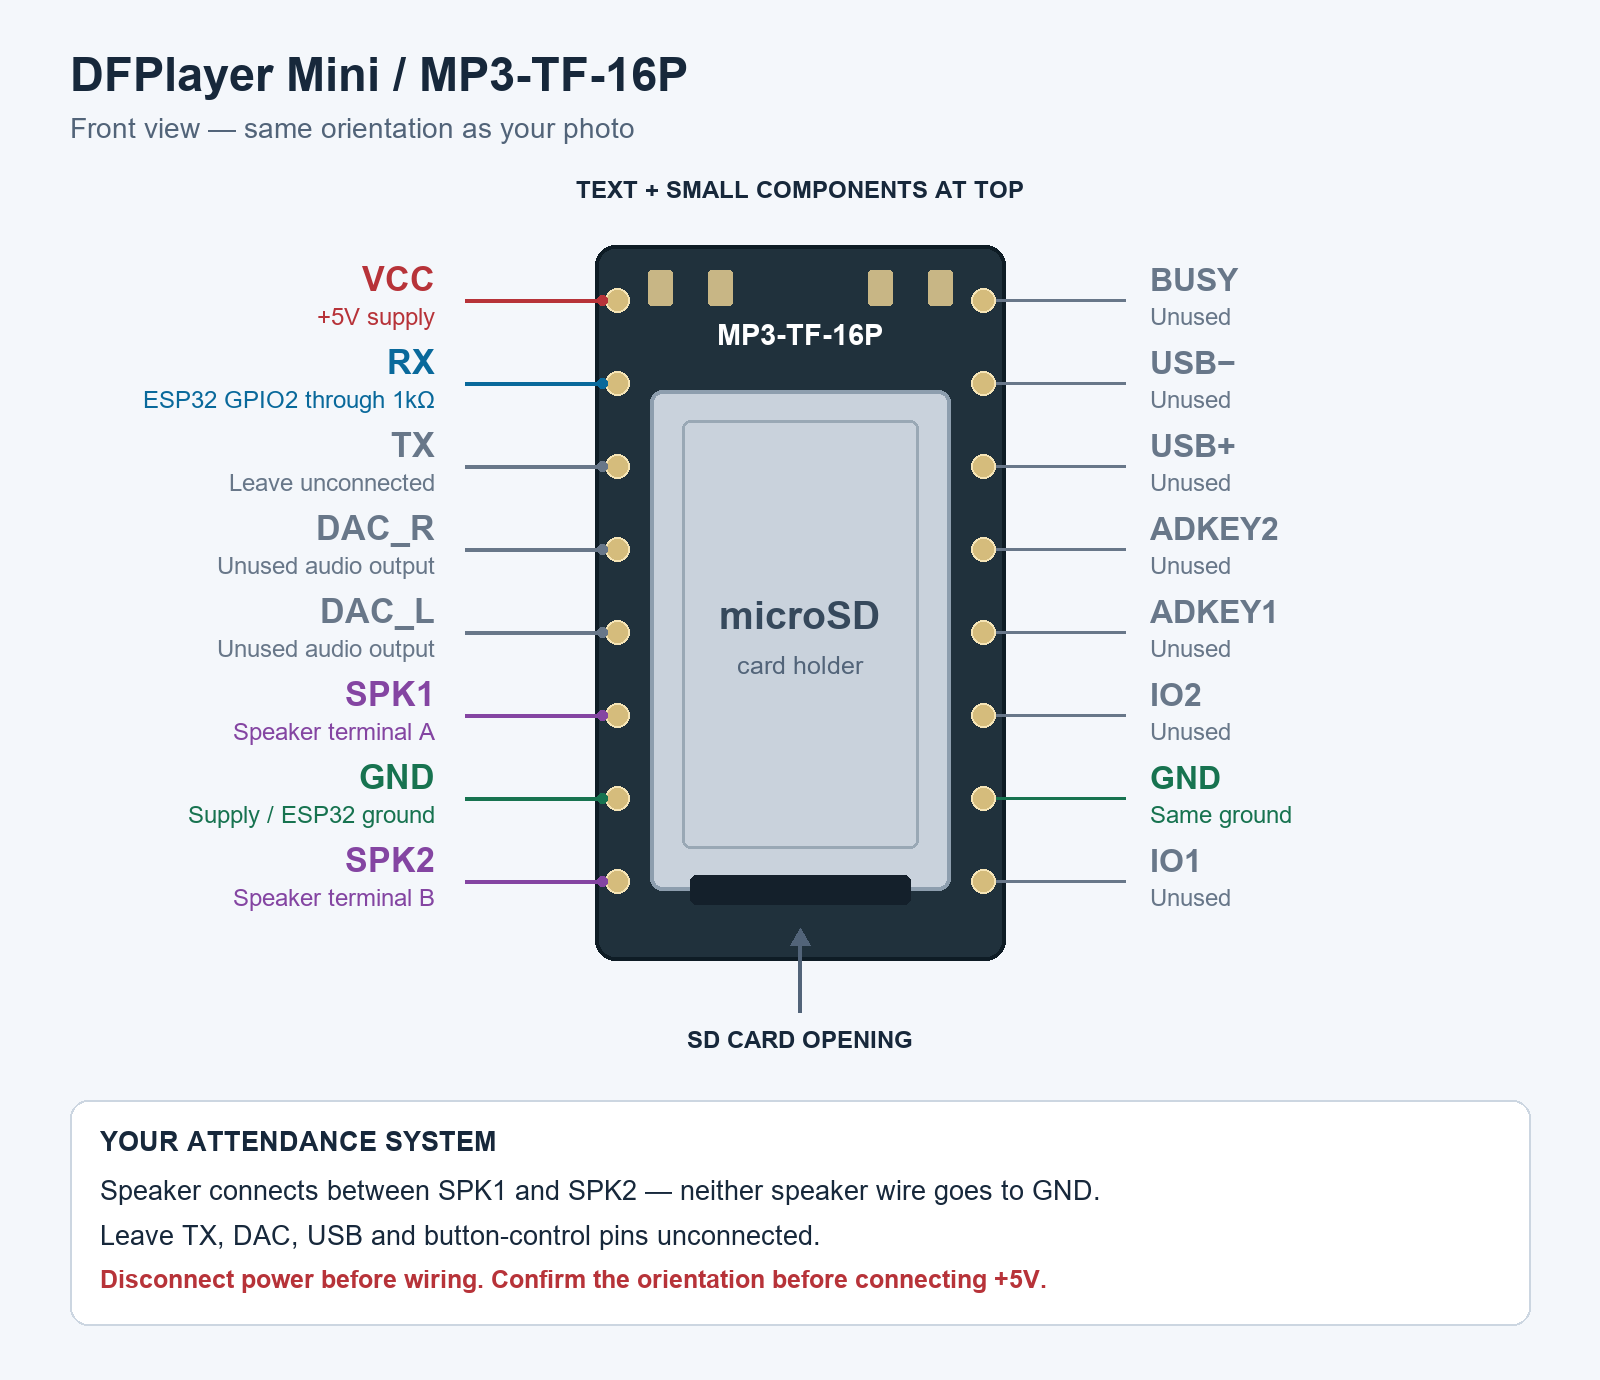 DFPlayer Mini / MP3-TF-16P
Front view — same orientation as your photo
TEXT + SMALL COMPONENTS AT TOP
VCC
+5V supply
RX
ESP32 GPIO2 through 1kΩ
TX
Leave unconnected
DAC_R
Unused audio output
DAC_L
Unused audio output
SPK1
Speaker terminal A
GND
Supply / ESP32 ground
SPK2
Speaker terminal B
MP3-TF-16P
microSD
card holder
BUSY
Unused
USB−
Unused
USB+
Unused
ADKEY2
Unused
ADKEY1
Unused
IO2
Unused
GND
Same ground
IO1
Unused
SD CARD OPENING
YOUR ATTENDANCE SYSTEM
Speaker connects between SPK1 and SPK2 — neither speaker wire goes to GND.
Leave TX, DAC, USB and button-control pins unconnected.
Disconnect power before wiring. Confirm the orientation before connecting +5V.